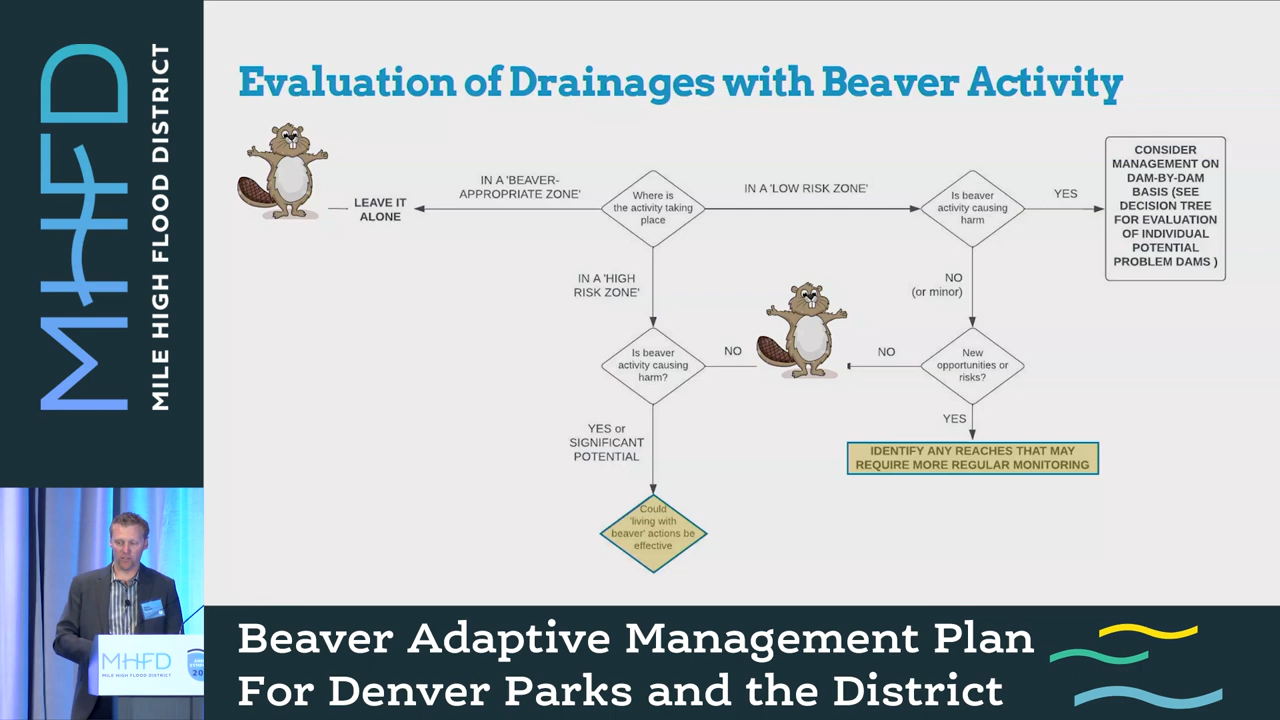 MHFD
MILE HIGH FLOOD DISTRICT
Evaluation of Drainages with Beaver Activity
LEAVE IT
ALONE
IN A 'BEAVER-
APPROPRIATE ZONE'
Where is
the activity taking
place
IN A 'LOW RISK ZONE'
Is beaver
activity causing
harm
YES
CONSIDER
MANAGEMENT ON
DAM-BY-DAM
BASIS (SEE
DECISION TREE
FOR EVALUATION
OF INDIVIDUAL
POTENTIAL
PROBLEM DAMS )
IN A 'HIGH
RISK ZONE'
NO
(or minor)
Is beaver
activity causing
harm?
NO
NO
New
opportunities or
risks?
YES
IDENTIFY ANY REACHES THAT MAY
REQUIRE MORE REGULAR MONITORING
YES or
SIGNIFICANT
POTENTIAL
Could
'living with
beaver' actions be
effective
MHFD
MILE HIGH FLOOD DISTRICT
Beaver Adaptive Management Plan
For Denver Parks and the District